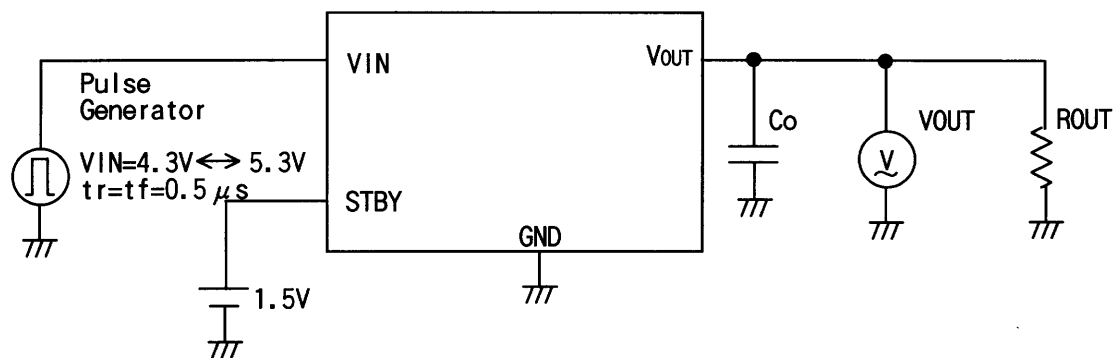 VIN
VOUT
Pulse
Generator
Co
VOUT
ROUT
V
VIN=4.3V↔5.3V
tr=tf=0.5μs
STBY
GND
1.5V